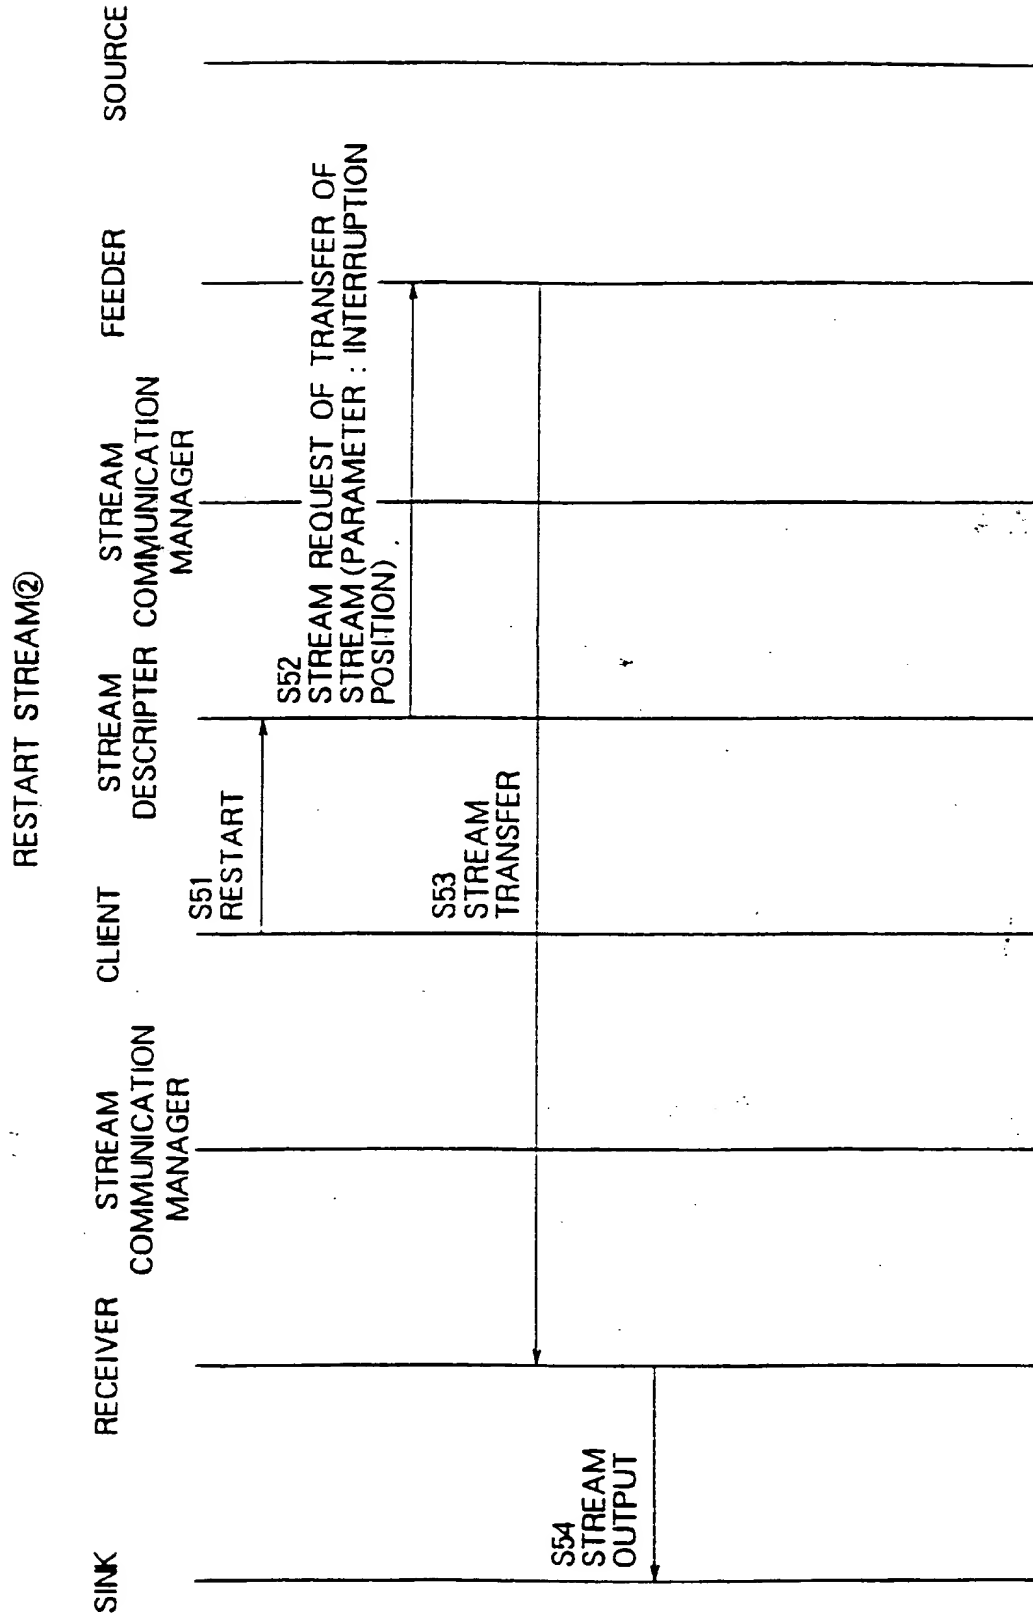 RESTART STREAM②
SINK
RECEIVER
STREAM
COMMUNICATION
MANAGER
CLIENT
STREAM
DESCRIPTER
STREAM
COMMUNICATION
MANAGER
FEEDER
SOURCE
S51
RESTART
S52
STREAM REQUEST OF TRANSFER OF
STREAM (PARAMETER : INTERRUPTION
POSITION)
S53
STREAM
TRANSFER
S54
STREAM
OUTPUT